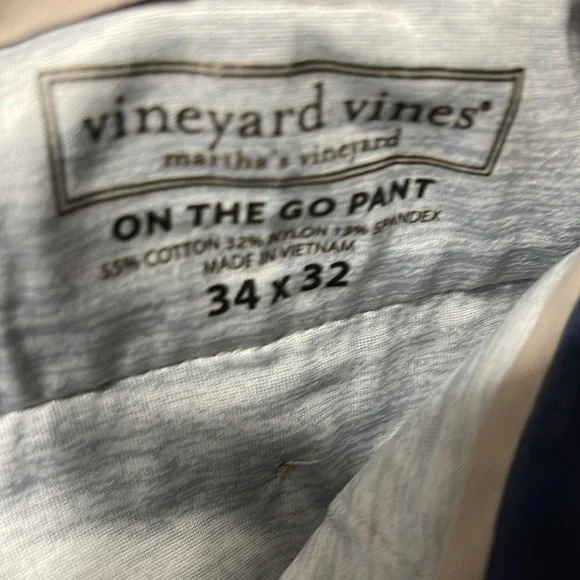 vineyard vines®
martha's vineyard
ON THE GO PANT
55% COTTON 32% NYLON 13% SPANDEX
MADE IN VIETNAM
34 x 32